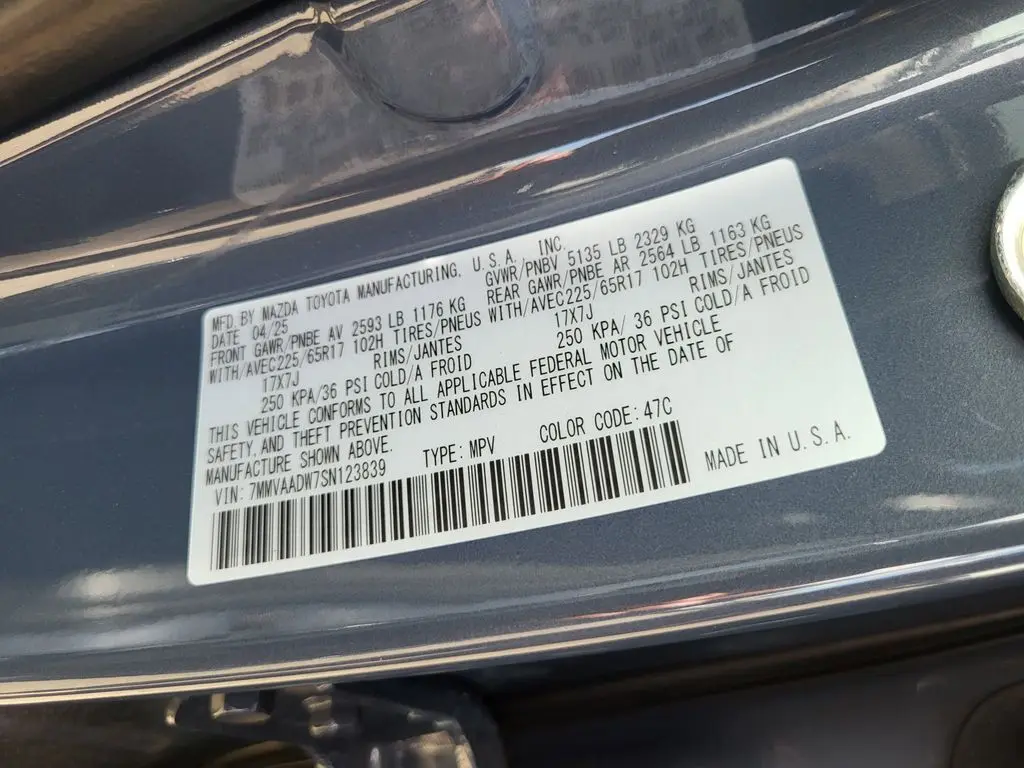 MFD BY MAZDA TOYOTA MANUFACTURING, U.S.A. INC.
DATE 04/25 GVWR/PNBV 5135 LB 2329 KG
FRONT GAWR/PNBE AV 2593 LB 1176 KG REAR GAWR/PNBE AR 2564 LB 1163 KG
WITH/AVEC225/65R17 102H TIRES/PNEUS WITH/AVEC225/65R17 102H TIRES/PNEUS
RIMS/JANTES RIMS/JANTES
17X7J 17X7J
250 KPA/36 PSI COLD/A FROID 250 KPA/ 36 PSI COLD/A FROID
THIS VEHICLE CONFORMS TO ALL APPLICABLE FEDERAL MOTOR VEHICLE
SAFETY, AND THEFT PREVENTION STANDARDS IN EFFECT ON THE DATE OF
MANUFACTURE SHOWN ABOVE.
VIN: 7MMVAADW7SN123839 TYPE: MPV COLOR CODE: 47C
MADE IN U.S.A.